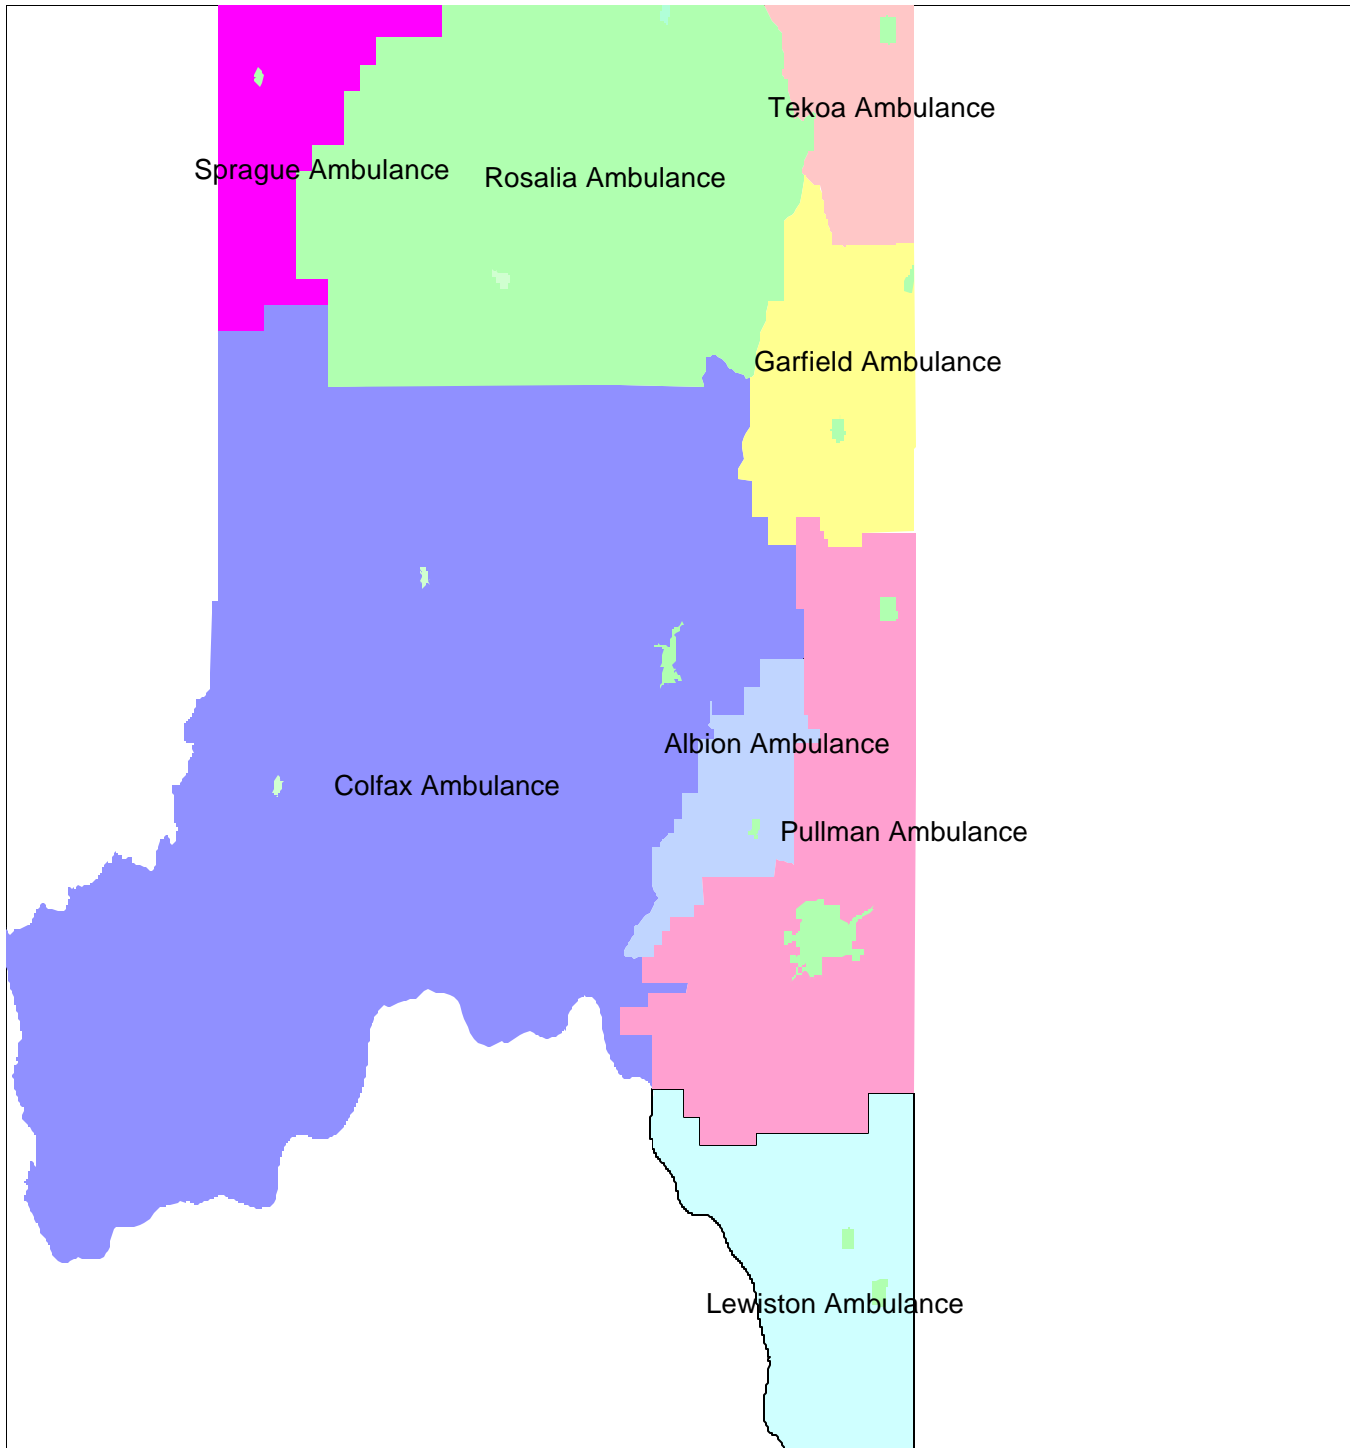 Tekoa Ambulance
Sprague Ambulance
Rosalia Ambulance
Garfield Ambulance
Albion Ambulance
Colfax Ambulance
Pullman Ambulance
Lewiston Ambulance